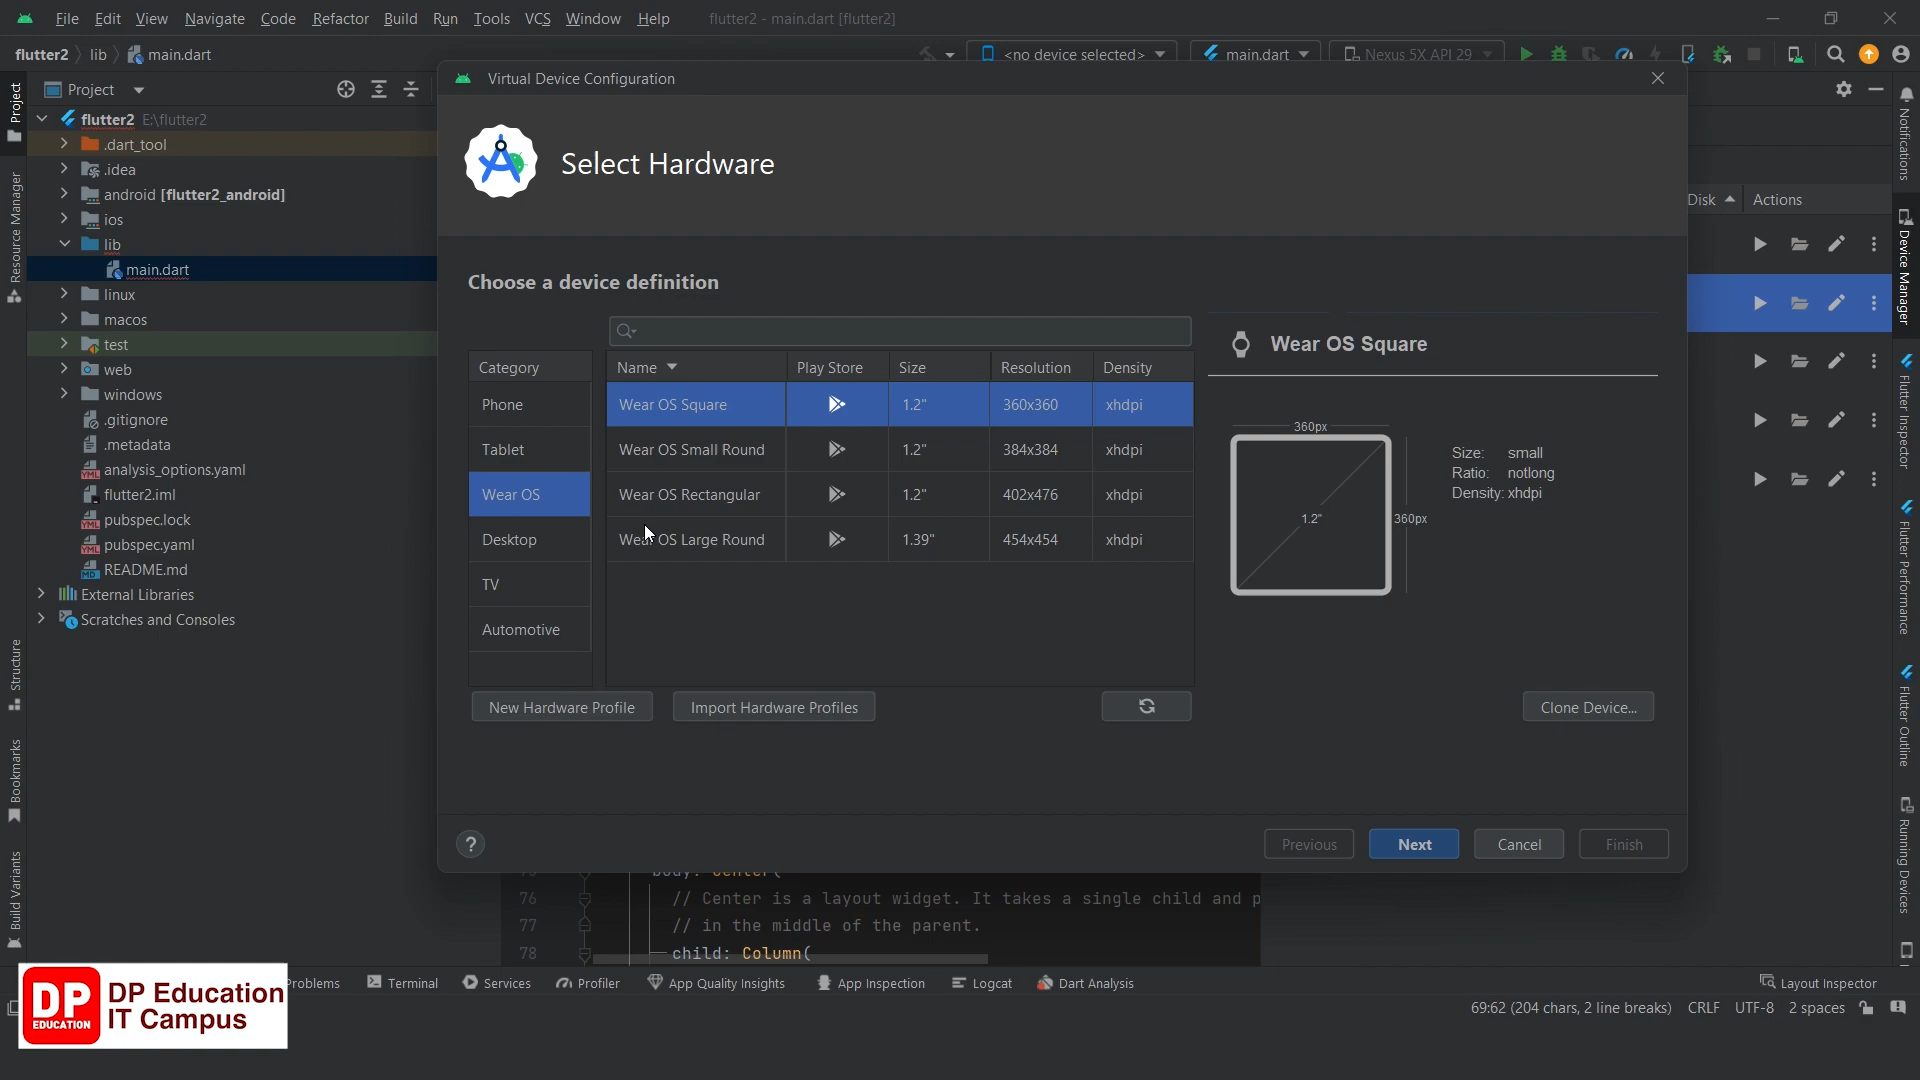 File Edit View Navigate Code Refactor Build Run Tools VCS Window Help flutter2 - main.dart [flutter2]
flutter2 lib main.dart <no device selected> main.dart Nexus 5X API 29
Project
Virtual Device Configuration
flutter2 E:\flutter2
.dart_tool
.idea
android [flutter2_android]
ios
lib
main.dart
linux
macos
test
web
windows
.gitignore
.metadata
analysis_options.yaml
flutter2.iml
pubspec.lock
pubspec.yaml
README.md
External Libraries
Scratches and Consoles
Project
Resource Manager
Structure
Bookmarks
Build Variants
Select Hardware
Choose a device definition
Category
Phone
Tablet
Wear OS
Desktop
TV
Automotive
Name Play Store Size Resolution Density
Wear OS Square 1.2" 360x360 xhdpi
Wear OS Small Round 1.2" 384x384 xhdpi
Wear OS Rectangular 1.2" 402x476 xhdpi
Wear OS Large Round 1.39" 454x454 xhdpi
Wear OS Square
360px
1.2"
360px
Size: small
Ratio: notlong
Density: xhdpi
New Hardware Profile Import Hardware Profiles Clone Device...
? Previous Next Cancel Finish
Disk Actions
Notifications
Device Manager
Flutter Inspector
Flutter Performance
Flutter Outline
Running Devices
76 // Center is a layout widget. It takes a single child and p
77 // in the middle of the parent.
78 child: Column(
Problems Terminal Services Profiler App Quality Insights App Inspection Logcat Dart Analysis Layout Inspector
69:62 (204 chars, 2 line breaks) CRLF UTF-8 2 spaces
DP
EDUCATION
DP Education
IT Campus